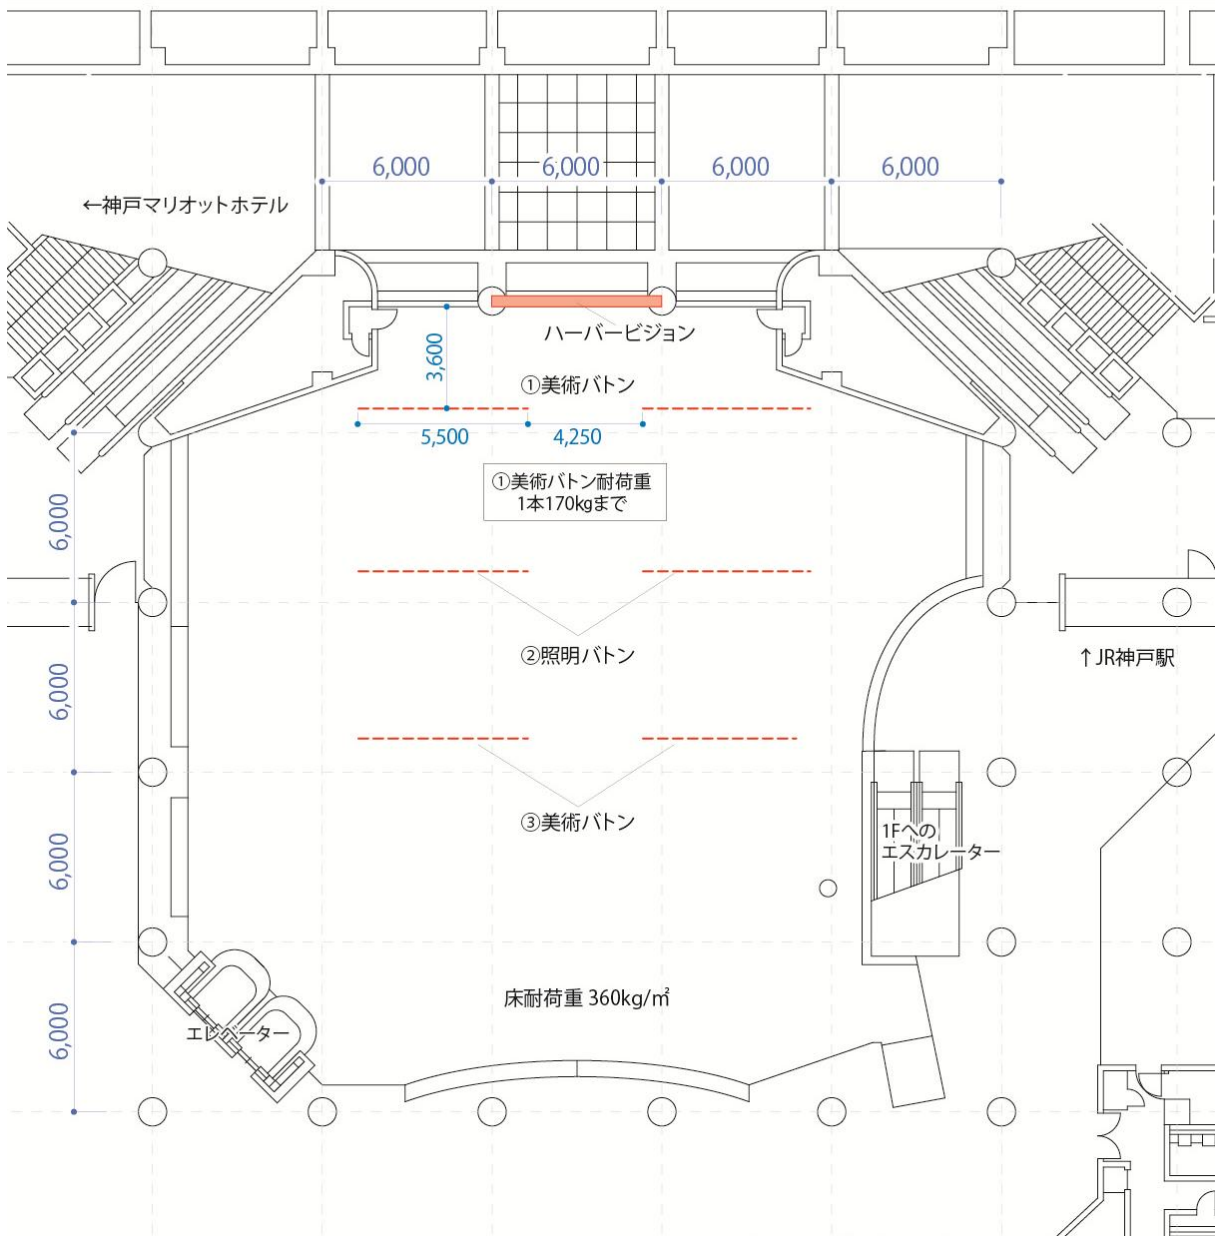 6,000
6,000
6,000
6,000
←神戸マリオットホテル
ハーバービジョン
3,600
①美術バトン
5,500
4,250
①美術バトン耐荷重
1本170kgまで
6,000
②照明バトン
↑JR神戸駅
6,000
③美術バトン
1Fへの
エスカレーター
6,000
床耐荷重 360kg/㎡
エレベーター
6,000